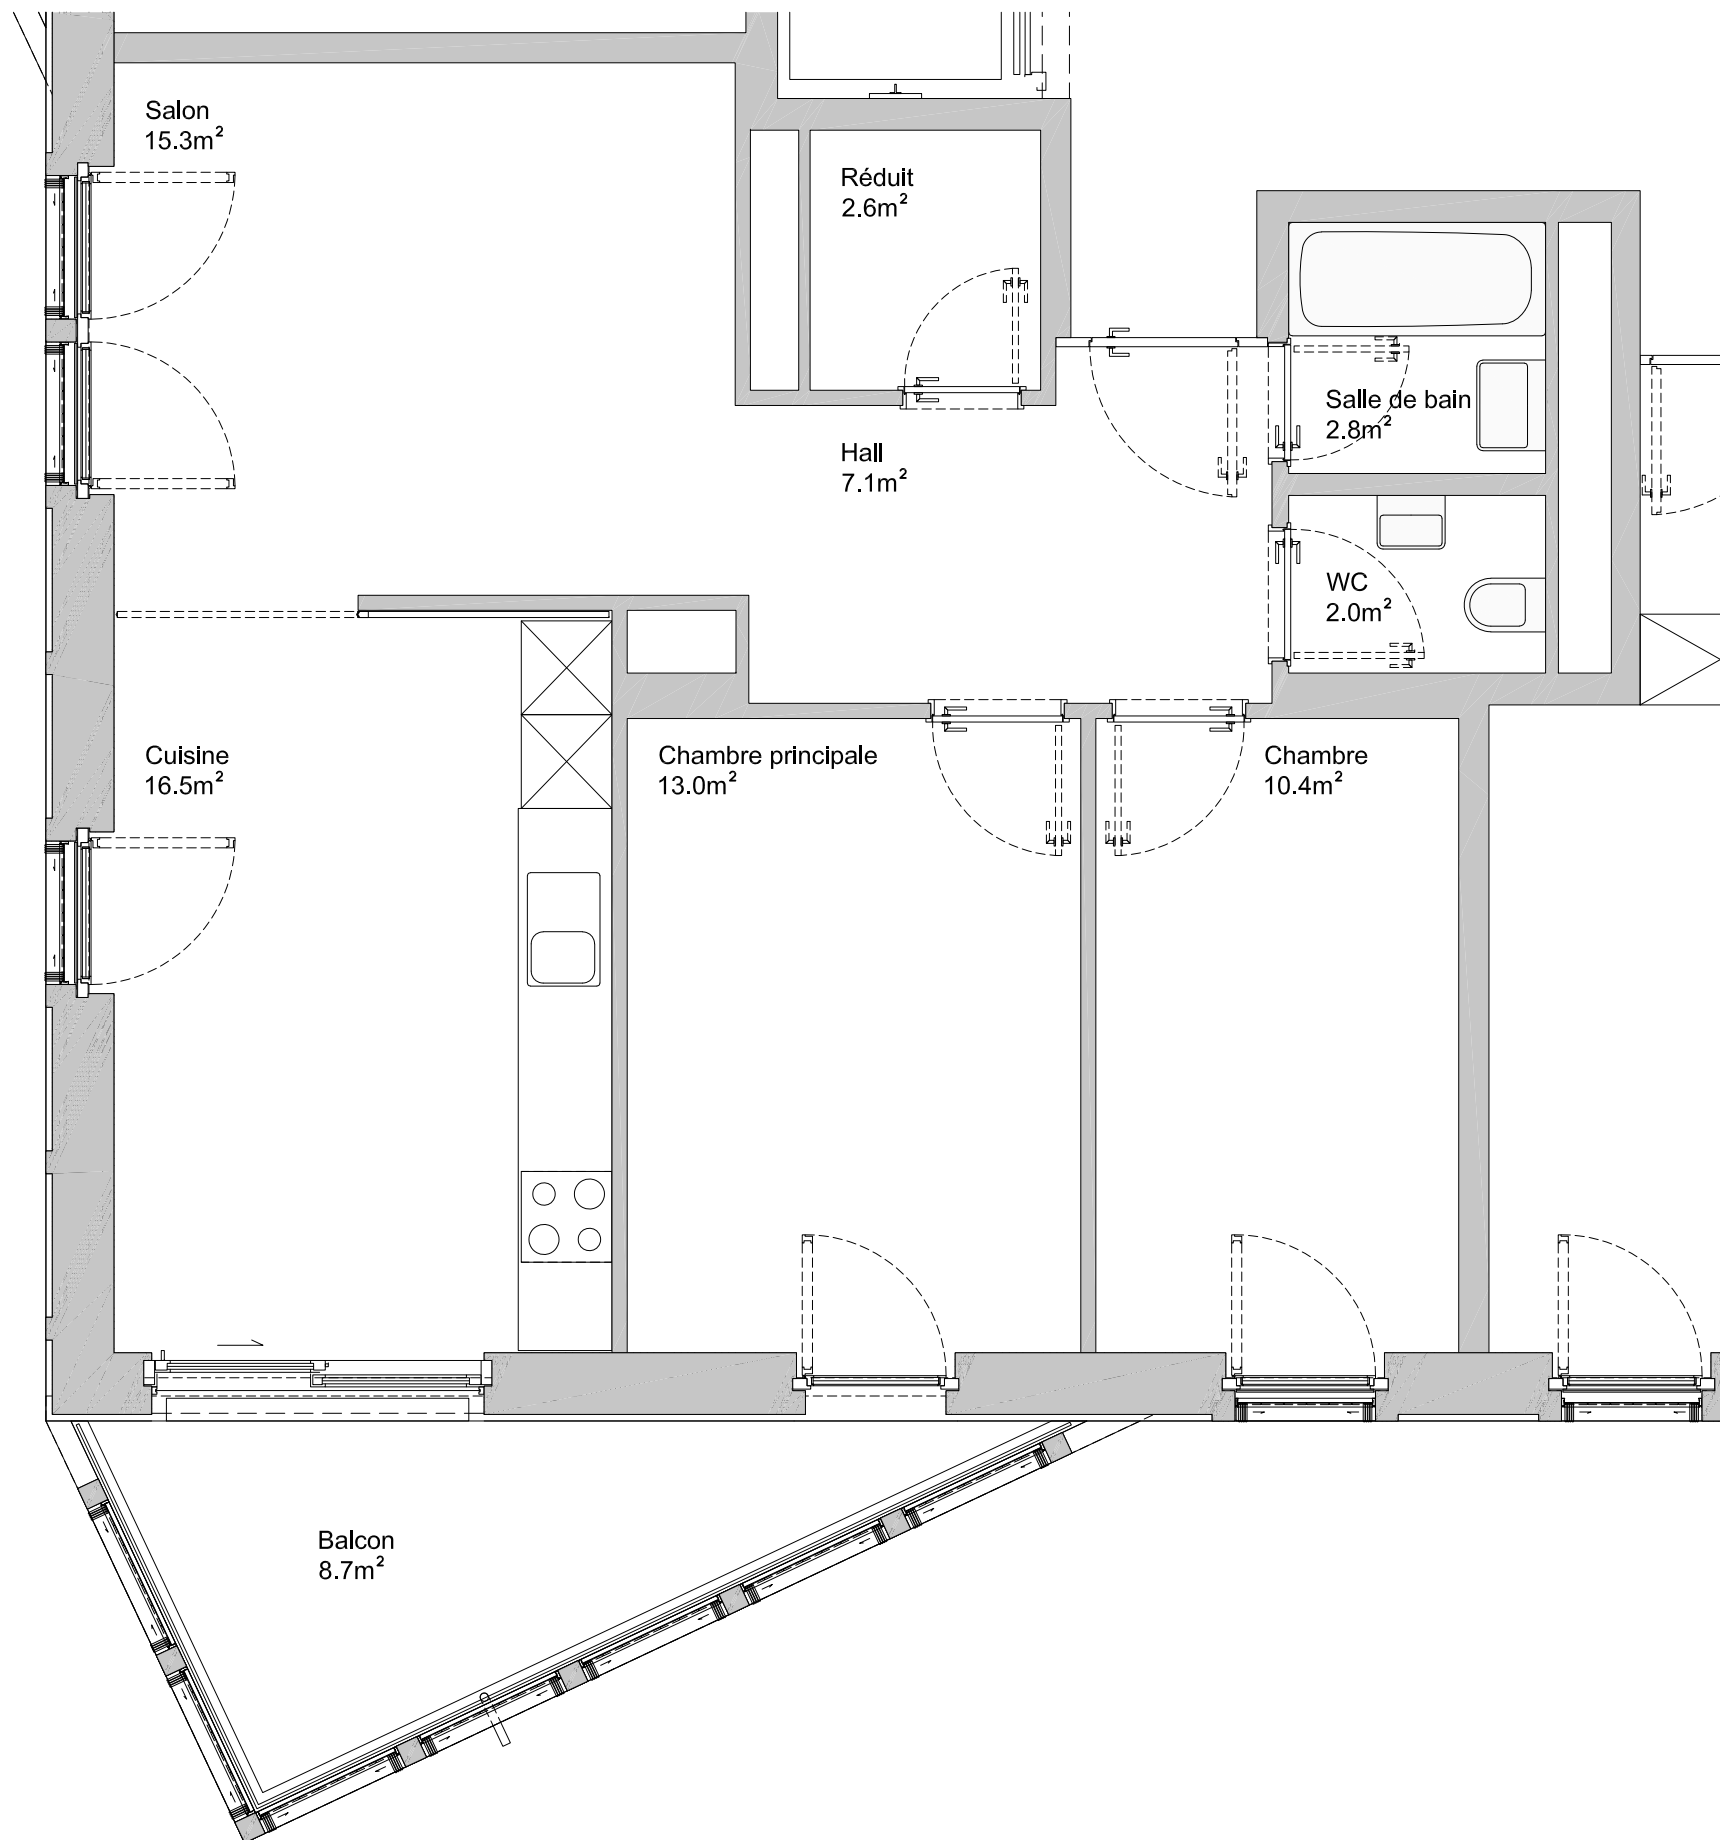 Salon
15.3m²
Réduit
2.6m²
Salle de bain
2.8m²
Hall
7.1m²
WC
2.0m²
Cuisine
16.5m²
Chambre principale
13.0m²
Chambre
10.4m²
Balcon
8.7m²